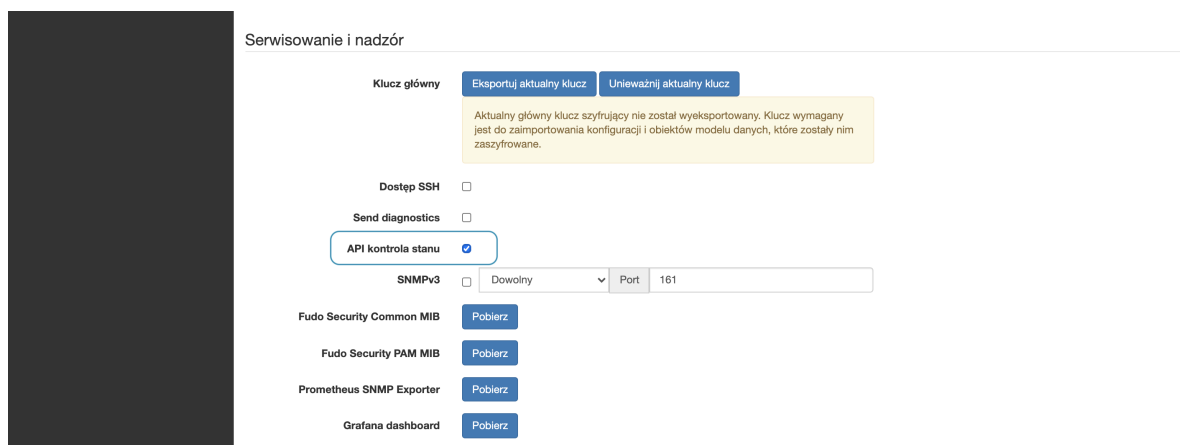 Serwisowanie i nadzór
Klucz główny Eksportuj aktualny klucz Unieważnij aktualny klucz
Aktualny główny klucz szyfrujący nie został wyeksportowany. Klucz wymagany
jest do zaimportowania konfiguracji i obiektów modelu danych, które zostały nim
zaszyfrowane.
Dostęp SSH
Send diagnostics
API kontrola stanu
SNMPv3 Dowolny Port 161
Fudo Security Common MIB Pobierz
Fudo Security PAM MIB Pobierz
Prometheus SNMP Exporter Pobierz
Grafana dashboard Pobierz